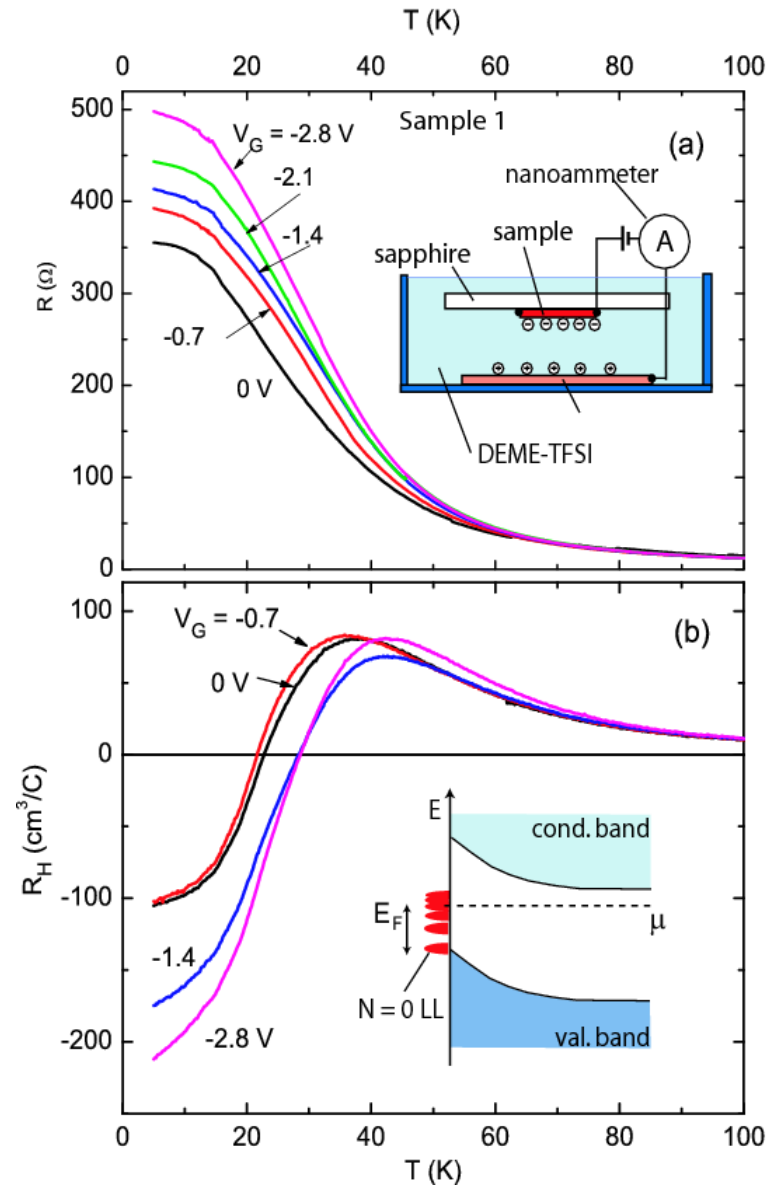 T (K)
0 20 40 60 80 100
500
400
300
200
100
0
R (Ω)
Sample 1
(a)
V_G = -2.8 V
-2.1
-1.4
-0.7
0 V
nanoammeter
A
sample
sapphire
− − − − −
+ + + + +
DEME-TFSI
100
0
-100
-200
R_H (cm³/C)
V_G = -0.7
(b)
0 V
-1.4
-2.8 V
E
cond. band
E_F
μ
N = 0 LL
val. band
0 20 40 60 80 100
T (K)